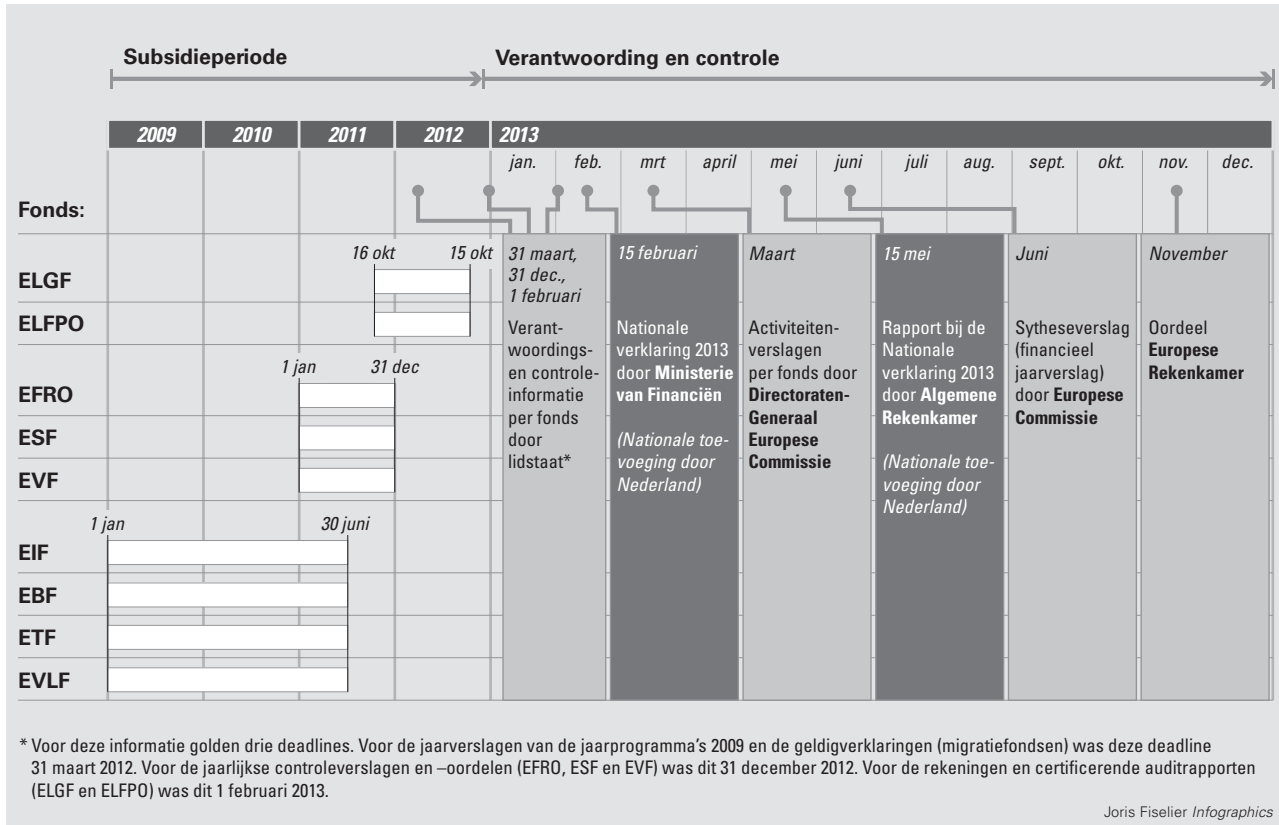 Subsidieperiode
Verantwoording en controle
2009 2010 2011 2012 2013
jan. feb. mrt april mei juni juli aug. sept. okt. nov. dec.
Fonds:
16 okt 15 okt
ELGF
ELFPO
1 jan 31 dec
EFRO
ESF
EVF
1 jan 30 juni
EIF
EBF
ETF
EVLF
31 maart,
31 dec.,
1 februari
Verant-
woordings-
en controle-
informatie
per fonds
door
lidstaat*
15 februari
Nationale
verklaring 2013
door Ministerie
van Financiën
(Nationale toe-
voeging door
Nederland)
Maart
Activiteiten-
verslagen
per fonds door
Directoraten-
Generaal
Europese
Commissie
15 mei
Rapport bij de
Nationale
verklaring 2013
door Algemene
Rekenkamer
(Nationale toe-
voeging door
Nederland)
Juni
Sytheseverslag
(financieel
jaarverslag)
door Europese
Commissie
November
Oordeel
Europese
Rekenkamer
* Voor deze informatie golden drie deadlines. Voor de jaarverslagen van de jaarprogramma's 2009 en de geldigverklaringen (migratiefondsen) was deze deadline
31 maart 2012. Voor de jaarlijkse controleverslagen en –oordelen (EFRO, ESF en EVF) was dit 31 december 2012. Voor de rekeningen en certificerende auditrapporten
(ELGF en ELFPO) was dit 1 februari 2013.
Joris Fiselier Infographics